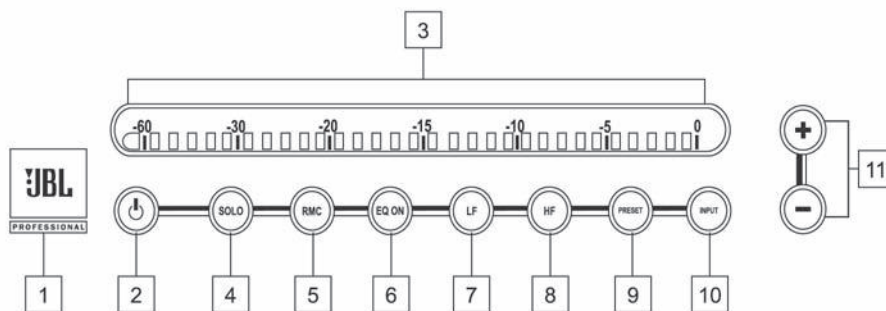 3
-60 -30 -20 -15 -10 -5 0
+
11
-
JBL
PROFESSIONAL
SOLO RMC EQ ON LF HF PRESET INPUT
1 2 4 5 6 7 8 9 10